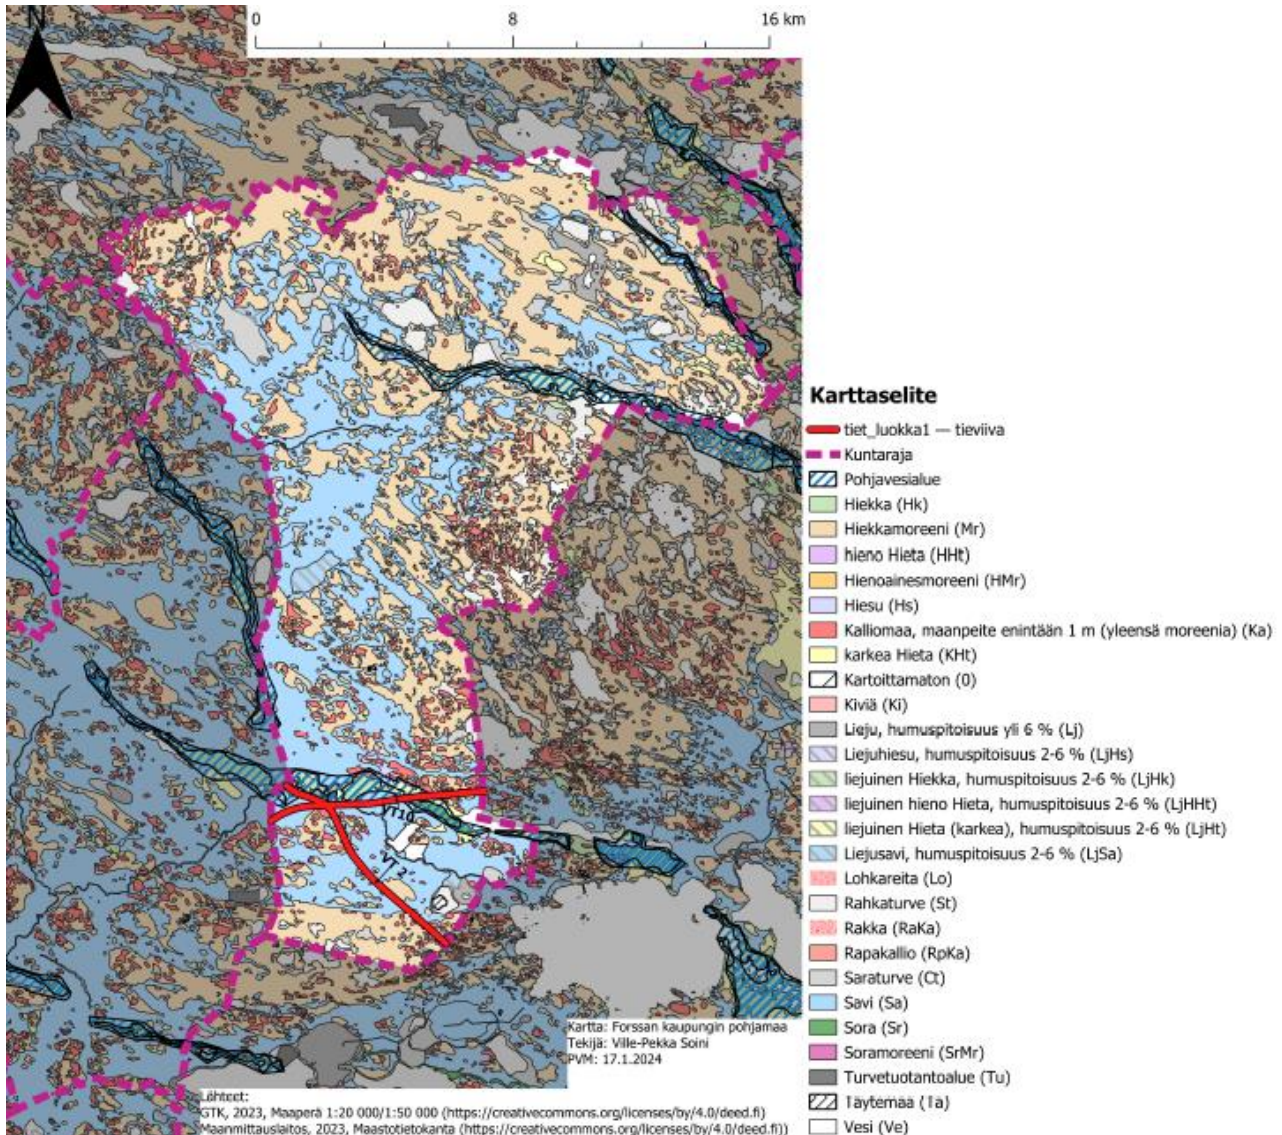 N
0 8 16 km
VT10
VT 2
Karttaselite
tiet_luokka1 — tieviiva
Kuntaraja
Pohjavesialue
Hiekka (Hk)
Hiekkamoreeni (Mr)
hieno Hieta (HHt)
Hienoainesmoreeni (HMr)
Hiesu (Hs)
Kalliomaa, maanpeite enintään 1 m (yleensä moreenia) (Ka)
karkea Hieta (KHt)
Kartoittamaton (0)
Kiviä (Ki)
Lieju, humuspitoisuus yli 6 % (Lj)
Liejuhiesu, humuspitoisuus 2-6 % (LjHs)
liejuinen Hiekka, humuspitoisuus 2-6 % (LjHk)
liejuinen hieno Hieta, humuspitoisuus 2-6 % (LjHHt)
liejuinen Hieta (karkea), humuspitoisuus 2-6 % (LjHt)
Liejusavi, humuspitoisuus 2-6 % (LjSa)
Lohkareita (Lo)
Rahkaturve (St)
Rakka (RaKa)
Rapakallio (RpKa)
Saraturve (Ct)
Savi (Sa)
Sora (Sr)
Soramoreeni (SrMr)
Turvetuotantoalue (Tu)
Täytemaa (Ta)
Vesi (Ve)
Kartta: Forssan kaupungin pohjamaa
Tekijä: Ville-Pekka Soini
PVM: 17.1.2024
Lähteet:
GTK, 2023, Maaperä 1:20 000/1:50 000 (https://creativecommons.org/licenses/by/4.0/deed.fi)
Maanmittauslaitos, 2023, Maastotietokanta (https://creativecommons.org/licenses/by/4.0/deed.fi))